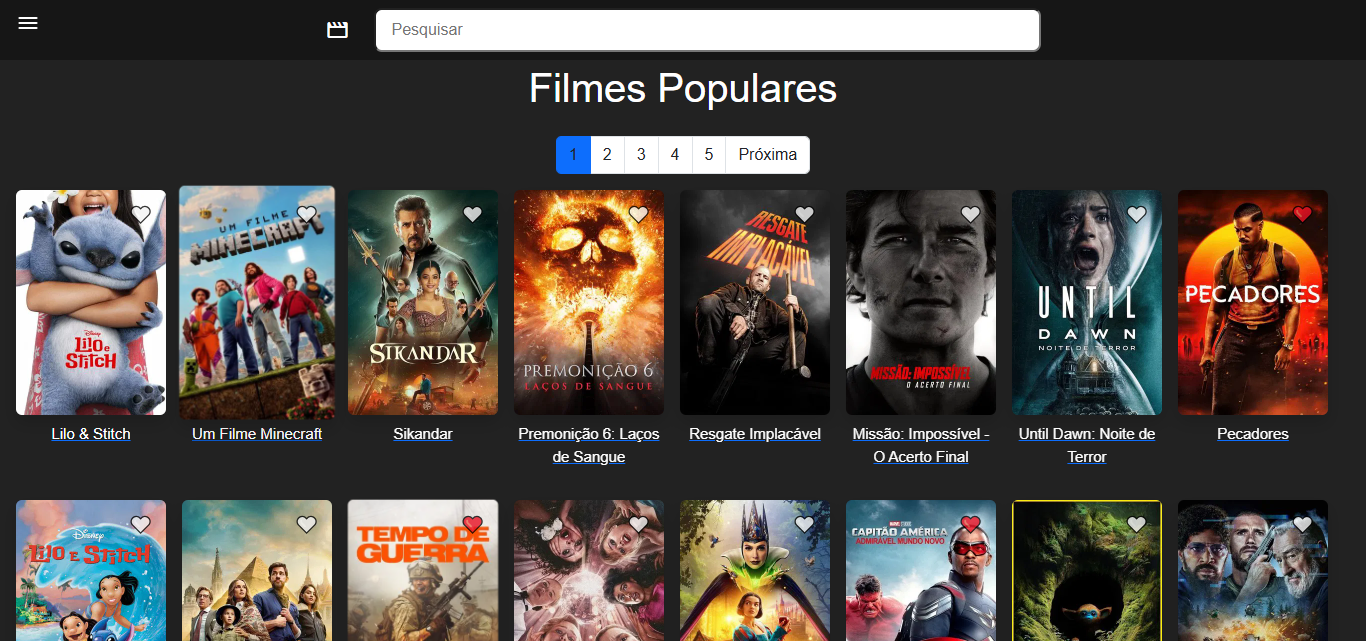 Pesquisar
Filmes Populares
1 2 3 4 5 Próxima
Disney
LILO e
STITCH
UM FILME
MINECRAFT
SIKANDAR
PREMONIÇÃO 6
LAÇOS DE SANGUE
RESGATE
IMPLACÁVEL
MISSÃO: IMPOSSÍVEL
O ACERTO FINAL
UNTIL
DAWN
NOITE DE TERROR
PECADORES
Lilo & Stitch
Um Filme Minecraft
Sikandar
Premonição 6: Laços
de Sangue
Resgate Implacável
Missão: Impossível -
O Acerto Final
Until Dawn: Noite de
Terror
Pecadores
Disney
LILO E STITCH
TEMPO DE
GUERRA
MARVEL STUDIOS
CAPITÃO AMÉRICA
ADMIRÁVEL MUNDO NOVO